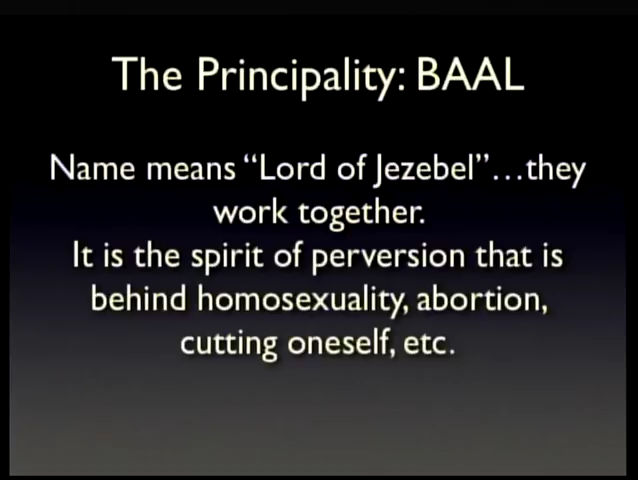 The Principality: BAAL
Name means “Lord of Jezebel”…they
work together.
It is the spirit of perversion that is
behind homosexuality, abortion,
cutting oneself, etc.